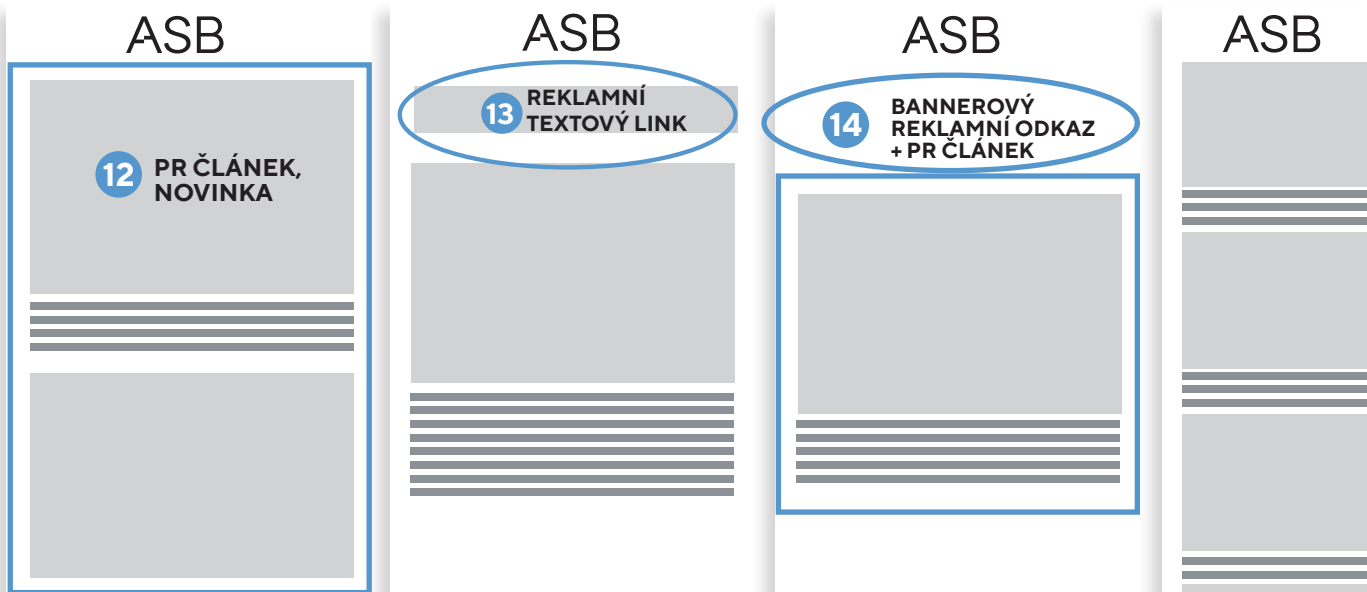 ASB
12 PR ČLÁNEK,
NOVINKA
ASB
13 REKLAMNÍ
TEXTOVÝ LINK
ASB
14 BANNEROVÝ
REKLAMNÍ ODKAZ
+ PR ČLÁNEK
ASB